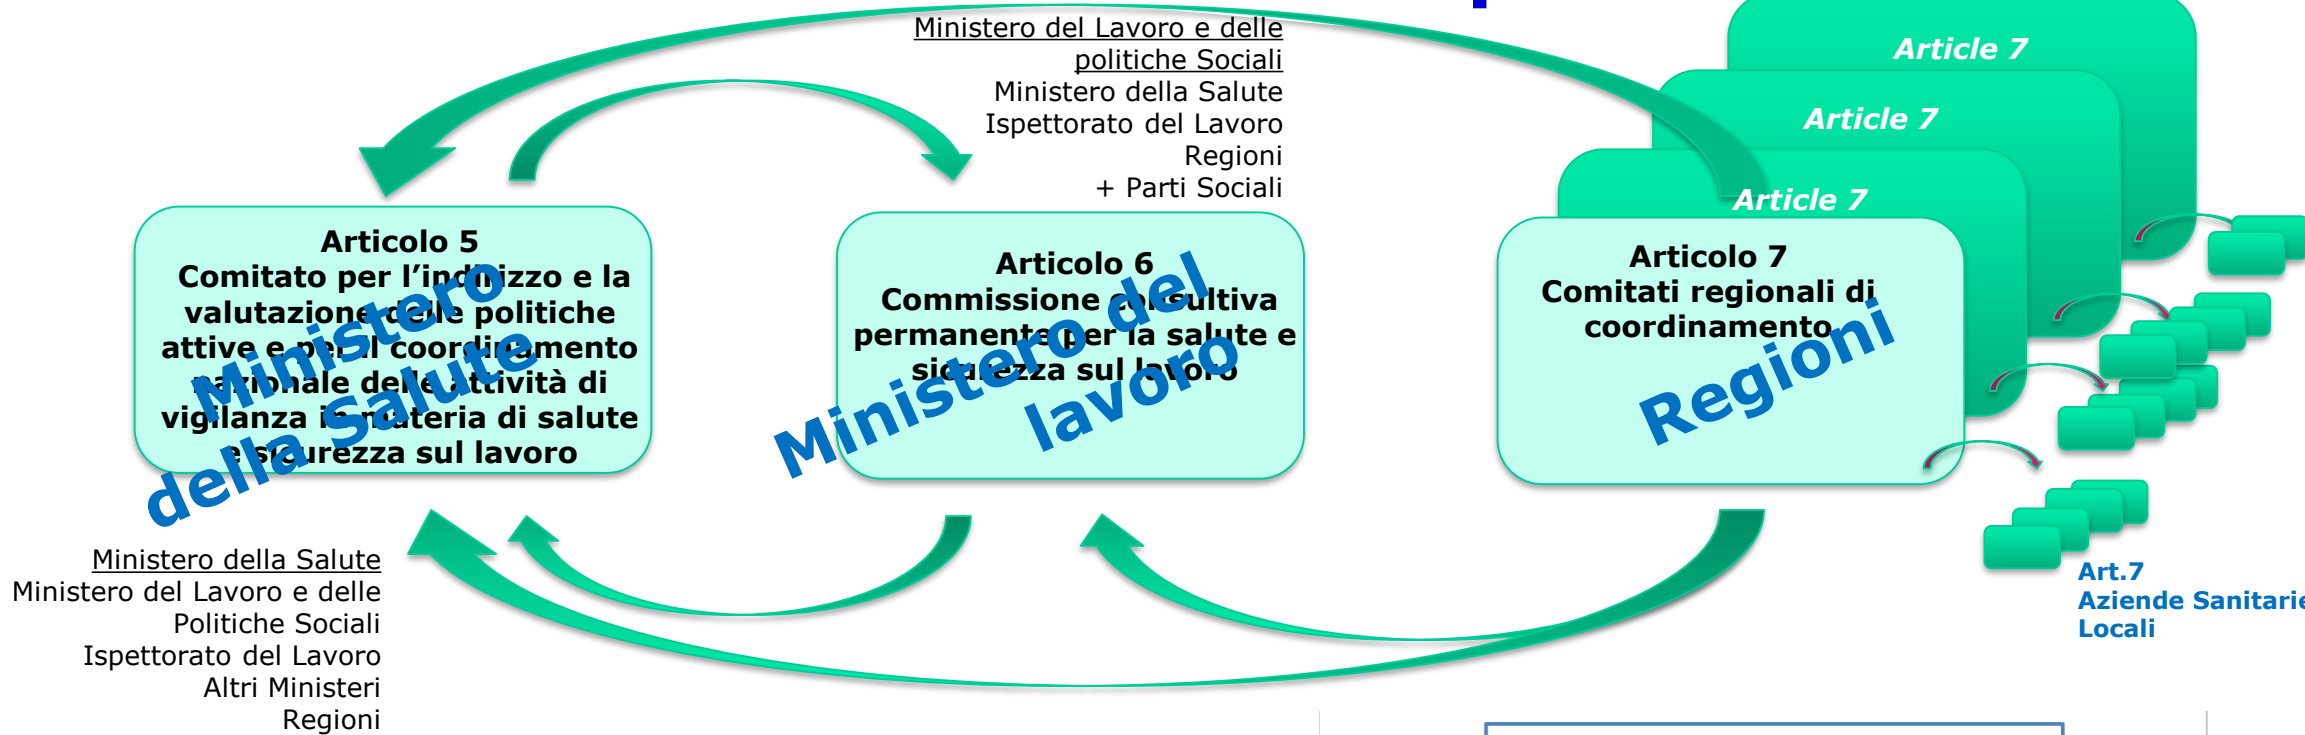 Ministero del Lavoro e delle
politiche Sociali
Ministero della Salute
Ispettorato del Lavoro
Regioni
+ Parti Sociali
Article 7
Article 7
Article 7
Articolo 5
Comitato per l’indirizzo e la
valutazione delle politiche
attive e per il coordinamento
nazionale delle attività di
vigilanza in materia di salute
e sicurezza sul lavoro
Ministero
della Salute
Articolo 6
Commissione consultiva
permanente per la salute e
sicurezza sul lavoro
Ministero del
lavoro
Articolo 7
Comitati regionali di
coordinamento
Regioni
Ministero della Salute
Ministero del Lavoro e delle
Politiche Sociali
Ispettorato del Lavoro
Altri Ministeri
Regioni
Art.7
Aziende Sanitarie
Locali